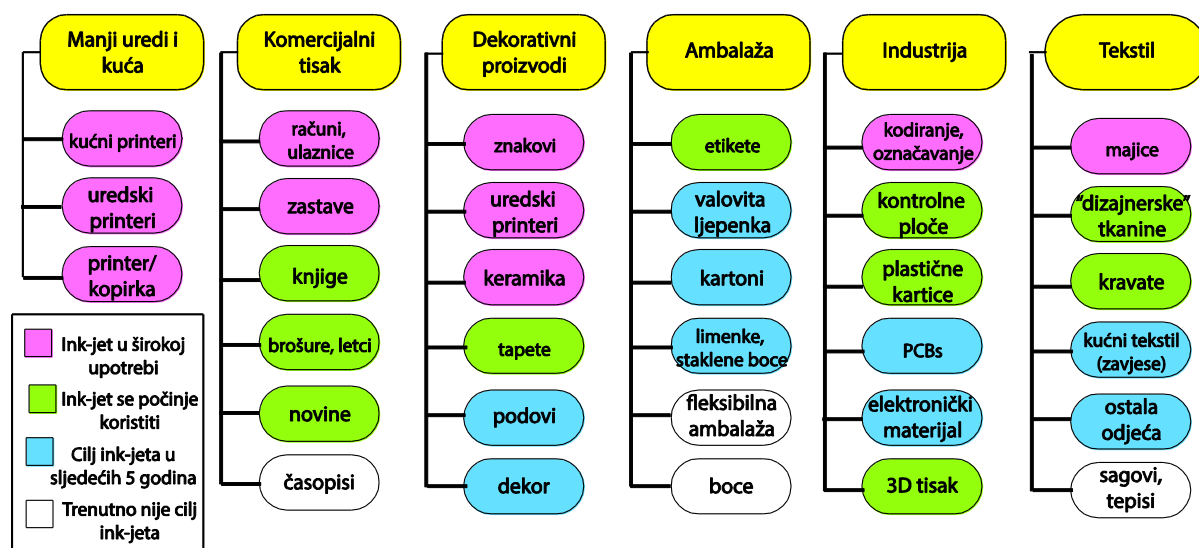 Manji uredi i
kuća
kućni printeri
uredski
printeri
printer/
kopirka
Ink-jet u širokoj
upotrebi
Ink-jet se počinje
koristiti
Cilj ink-jeta u
sljedećih 5 godina
Trenutno nije cilj
ink-jeta
Komercijalni
tisak
računi,
ulaznice
zastave
knjige
brošure, letci
novine
časopisi
Dekorativni
proizvodi
znakovi
uredski
printeri
keramika
tapete
podovi
dekor
Ambalaža
etikete
valovita
ljepenka
kartoni
limenke,
staklene boce
fleksibilna
ambalaža
boce
Industrija
kodiranje,
označavanje
kontrolne
ploče
plastične
kartice
PCBs
elektronički
materijal
3D tisak
Tekstil
majice
“dizajnerske”
tkanine
kravate
kućni tekstil
(zavjese)
ostala
odjeća
sagovi,
tepisi